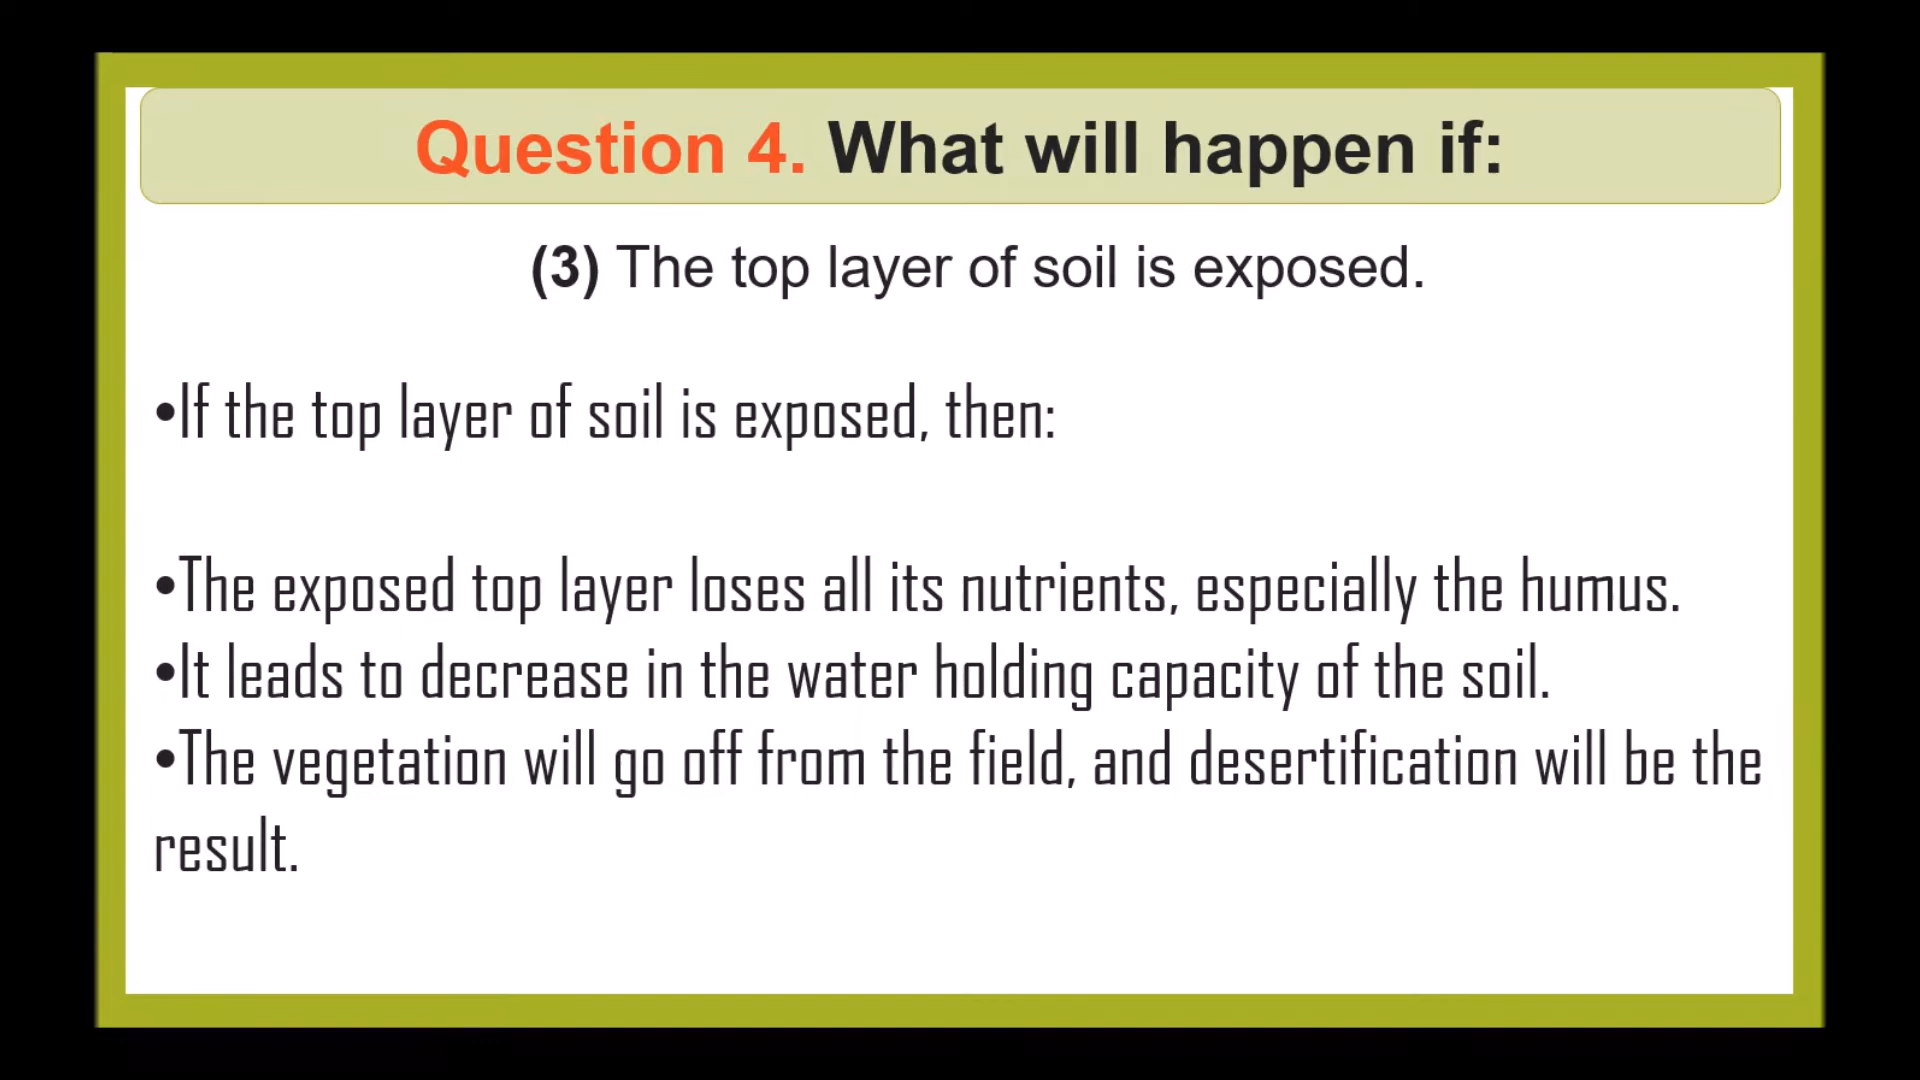 Question 4. What will happen if:
(3) The top layer of soil is exposed.
•If the top layer of soil is exposed, then:
•The exposed top layer loses all its nutrients, especially the humus.
•It leads to decrease in the water holding capacity of the soil.
•The vegetation will go off from the field, and desertification will be the
result.